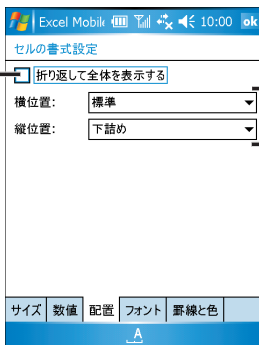 Excel Mobile 10:00 ok
セルの書式設定
折り返して全体を表示する
横位置: 標準
縦位置: 下詰め
サイズ 数値 配置 フォント 罫線と色
A